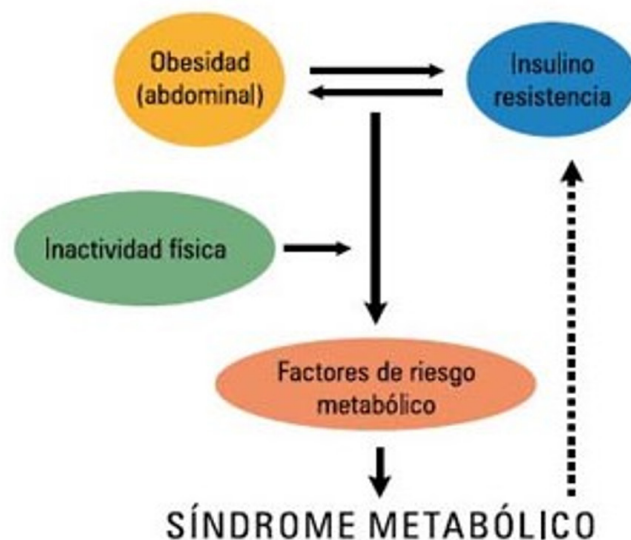 Obesidad
(abdominal)
Insulino
resistencia
Inactividad física
Factores de riesgo
metabólico
SÍNDROME METABÓLICO